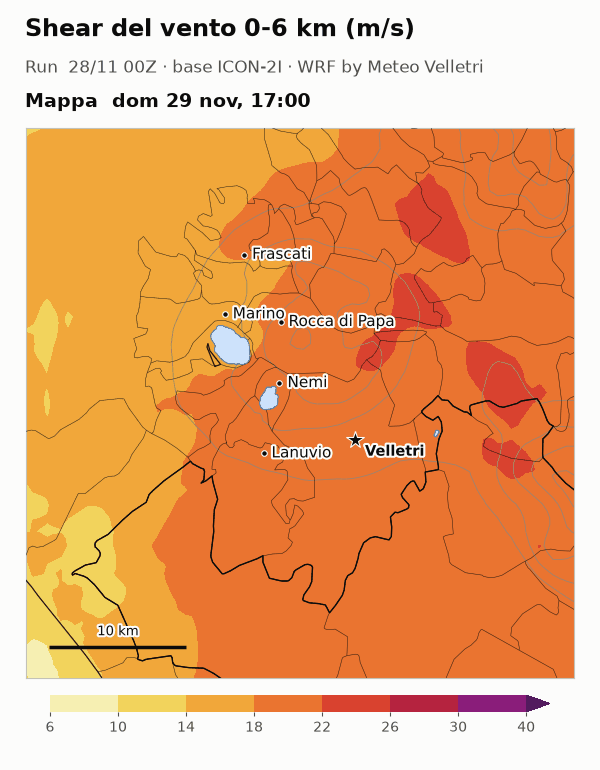 Shear del vento 0-6 km (m/s)
Run  28/11 00Z · base ICON-2I · WRF by Meteo Velletri
Mappa  dom 29 nov, 17:00
Frascati
Marino
Rocca di Papa
Nemi
Velletri
Lanuvio
10 km
6 10 14 18 22 26 30 40